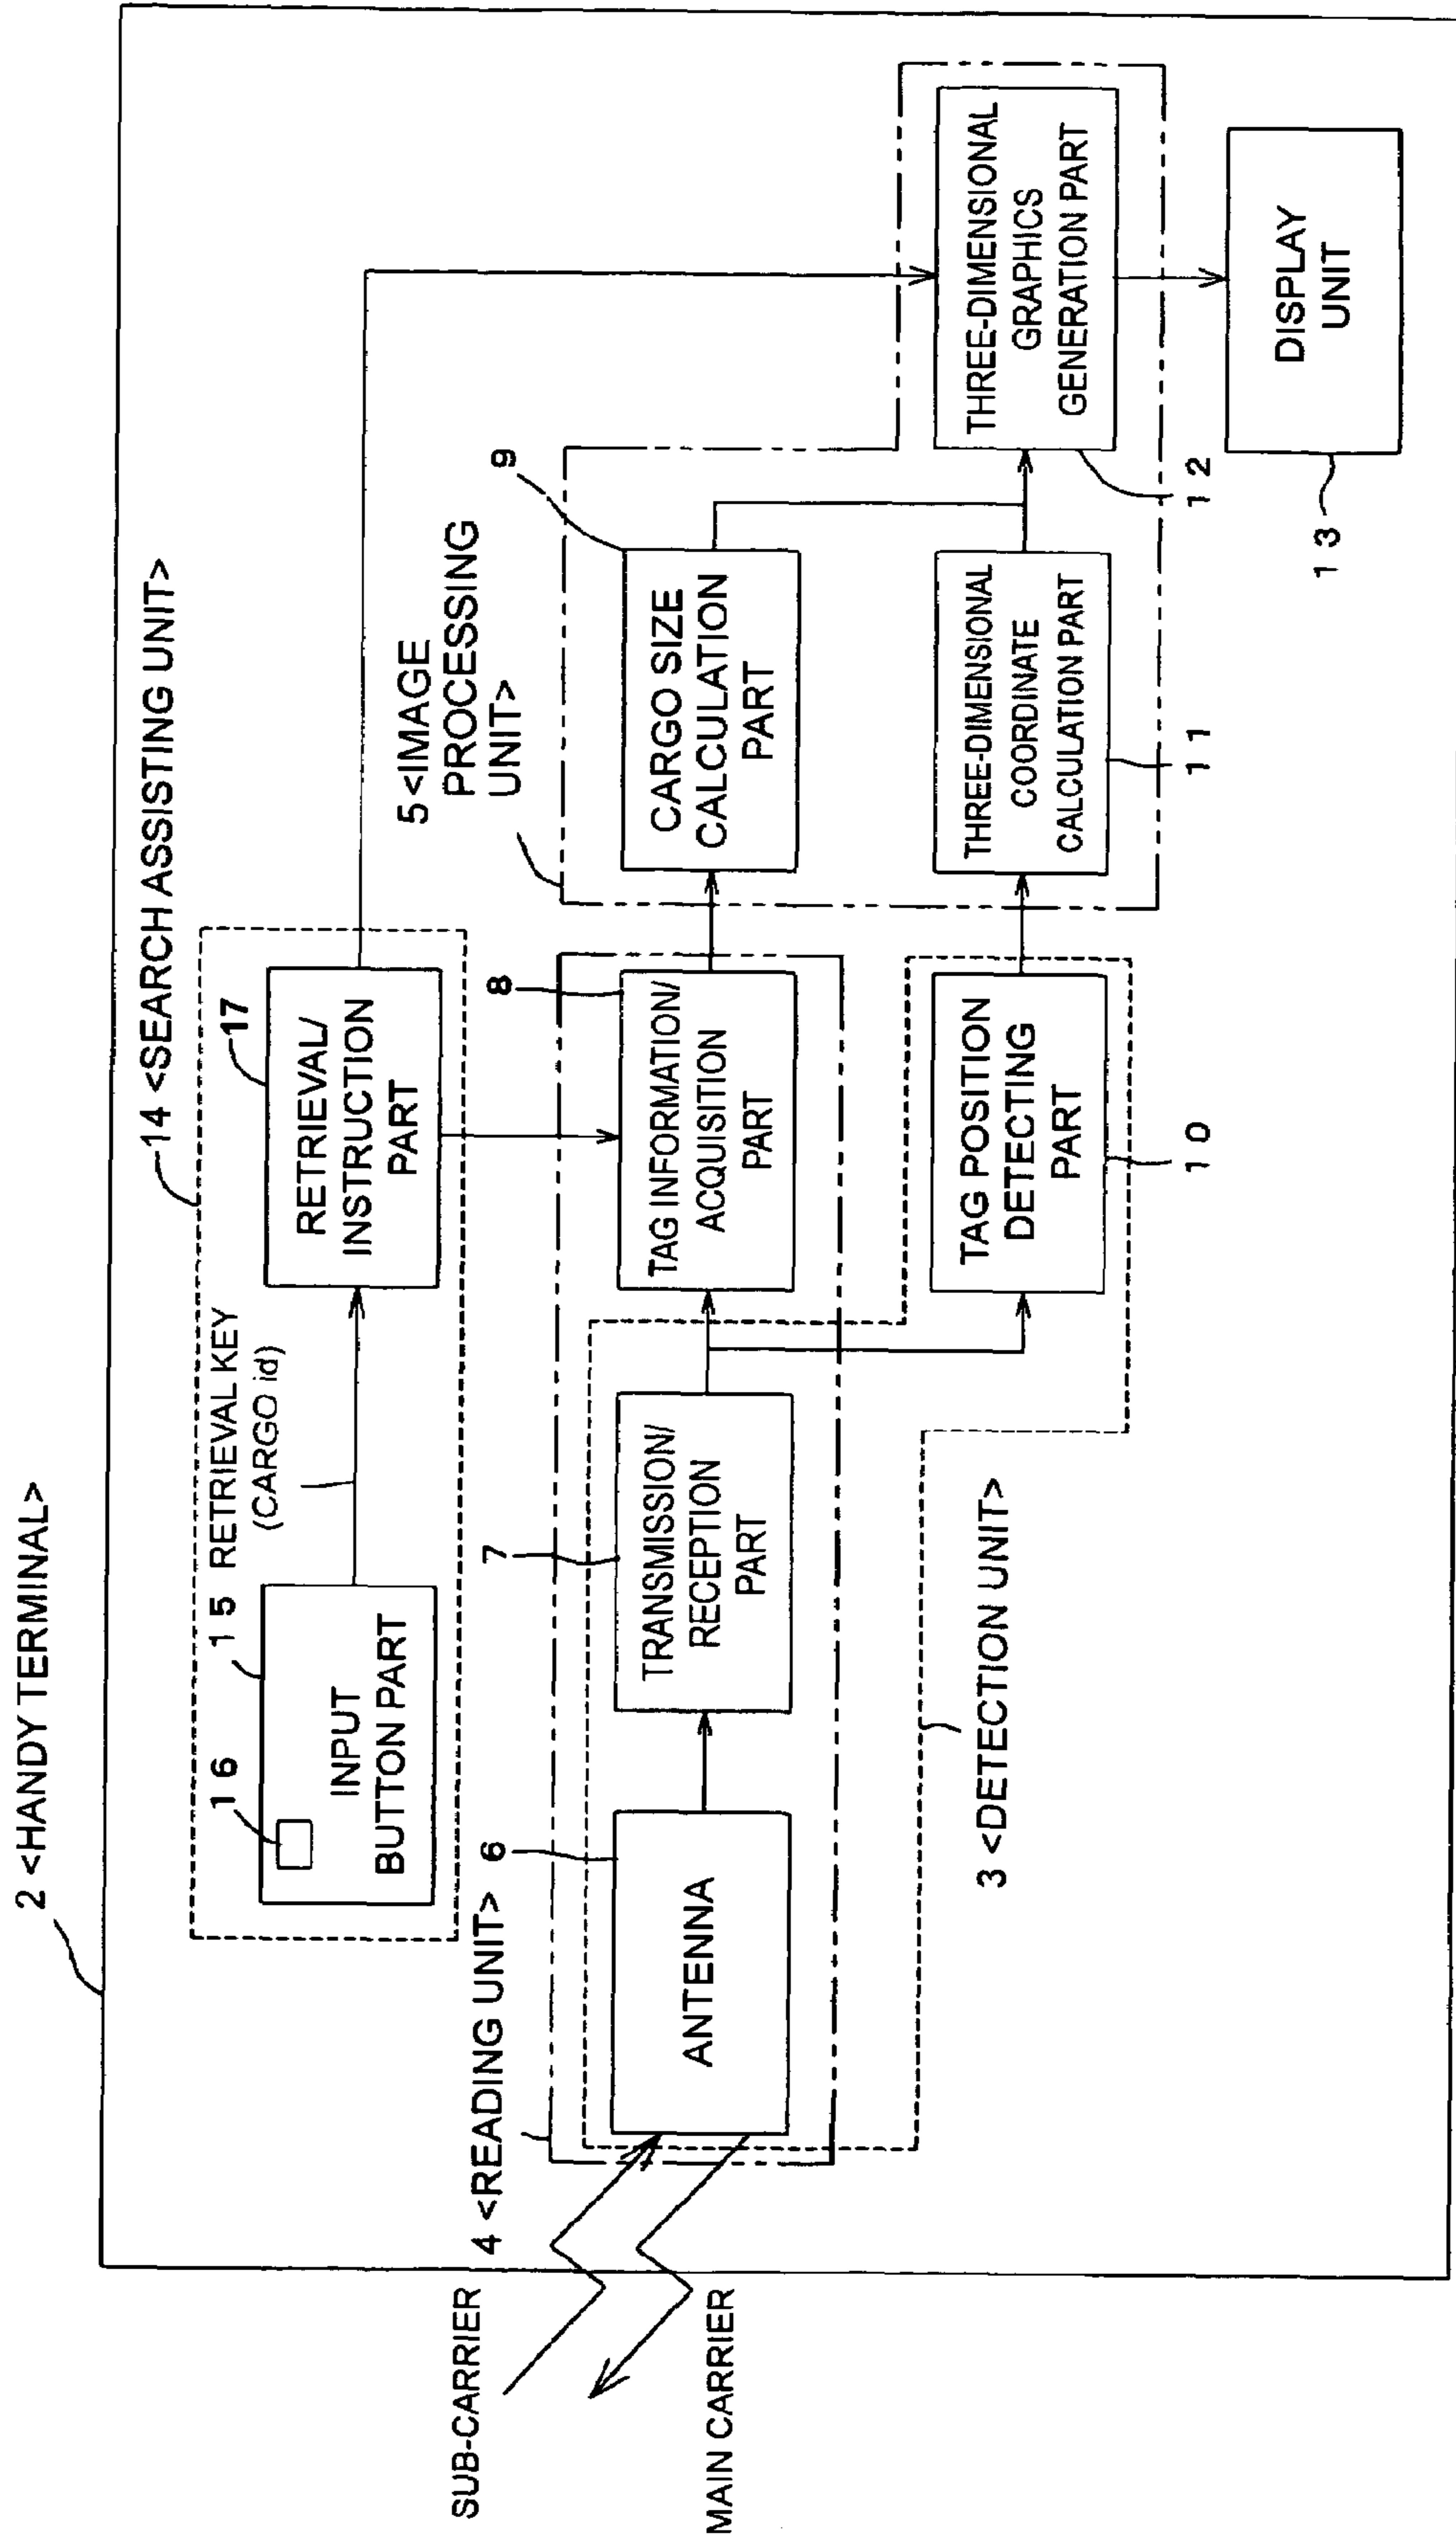 2 <HANDY TERMINAL>
14 <SEARCH ASSISTING UNIT>
16
15
INPUT
BUTTON PART
RETRIEVAL KEY
(CARGO id)
17
RETRIEVAL/
INSTRUCTION
PART
4 <READING UNIT>
6
ANTENNA
7
TRANSMISSION/
RECEPTION
PART
8
TAG INFORMATION/
ACQUISITION
PART
5 <IMAGE
PROCESSING
UNIT>
9
CARGO SIZE
CALCULATION
PART
SUB-CARRIER
MAIN CARRIER
3 <DETECTION UNIT>
TAG POSITION
DETECTING
PART
10
THREE-DIMENSIONAL
COORDINATE
CALCULATION PART
11
THREE-DIMENSIONAL
GRAPHICS
GENERATION PART
12
DISPLAY
UNIT
13